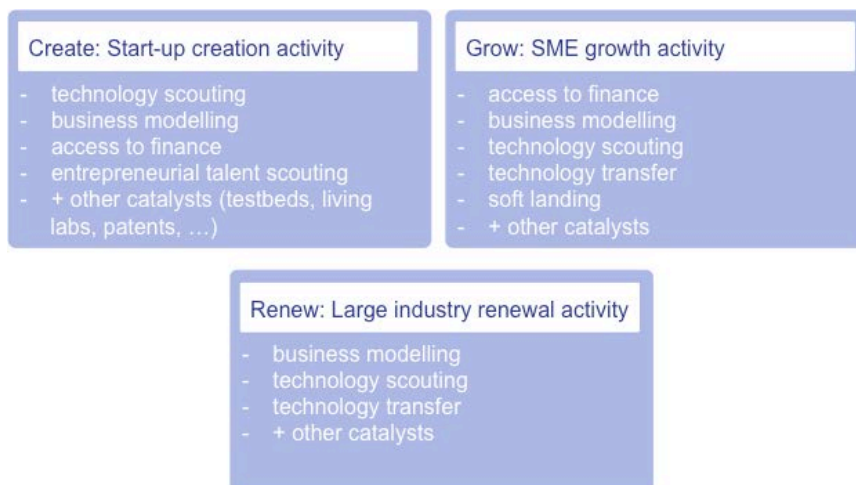 Create: Start-up creation activity
- technology scouting
- business modelling
- access to finance
- entrepreneurial talent scouting
- + other catalysts (testbeds, living
labs, patents, …)
Grow: SME growth activity
- access to finance
- business modelling
- technology scouting
- technology transfer
- soft landing
- + other catalysts
Renew: Large industry renewal activity
- business modelling
- technology scouting
- technology transfer
- + other catalysts